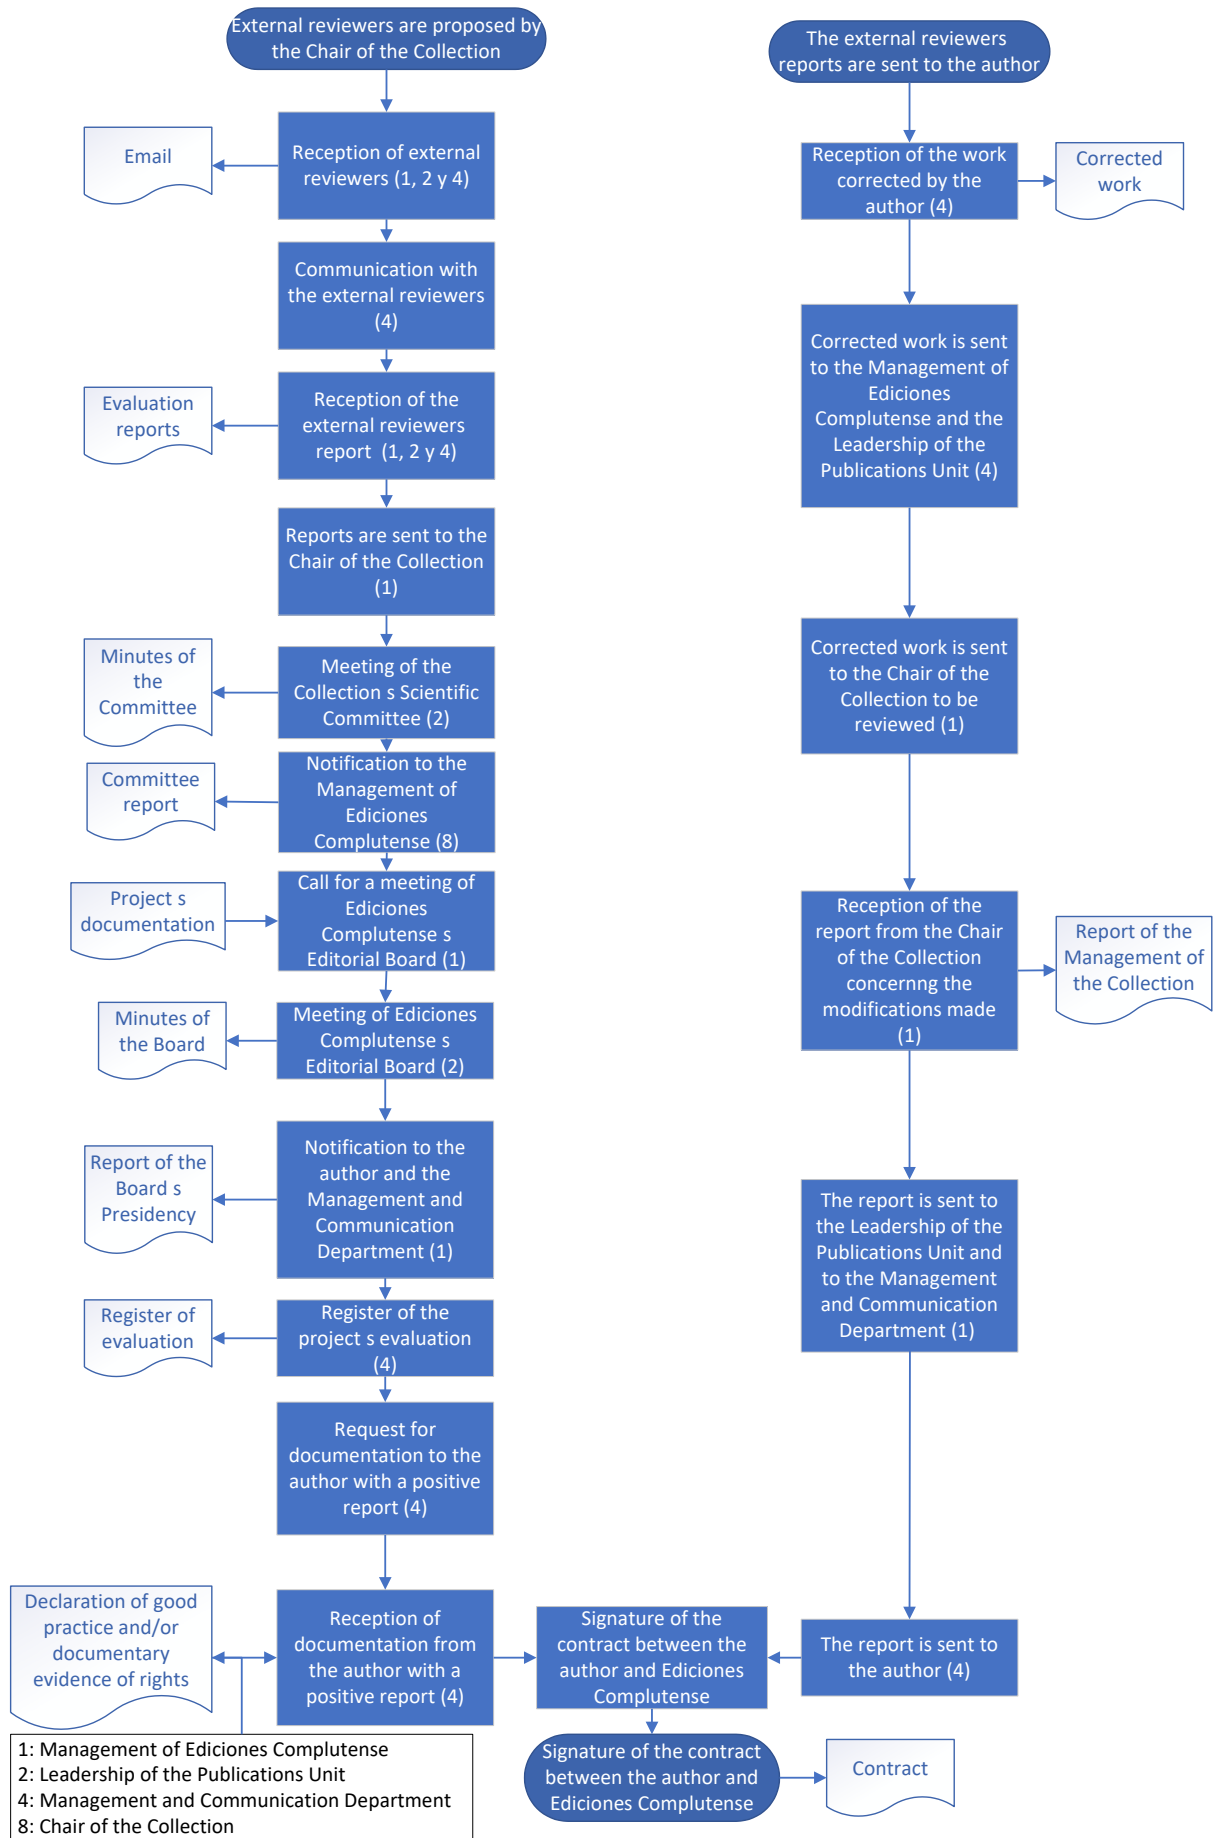 External reviewers are proposed by
the Chair of the Collection
Email
Reception of external
reviewers (1, 2 y 4)
Communication with
the external reviewers
(4)
Evaluation
reports
Reception of the
external reviewers
report (1, 2 y 4)
Reports are sent to the
Chair of the Collection
(1)
Minutes of
the
Committee
Meeting of the
Collection s Scientific
Committee (2)
Committee
report
Notification to the
Management of
Ediciones
Complutense (8)
Project s
documentation
Call for a meeting of
Ediciones
Complutense s
Editorial Board (1)
Minutes of
the Board
Meeting of Ediciones
Complutense s
Editorial Board (2)
Report of the
Board s
Presidency
Notification to the
author and the
Management and
Communication
Department (1)
Register of
evaluation
Register of the
project s evaluation
(4)
Request for
documentation to the
author with a positive
report (4)
Declaration of good
practice and/or
documentary
evidence of rights
Reception of
documentation from
the author with a
positive report (4)
The external reviewers
reports are sent to the author
Reception of the work
corrected by the
author (4)
Corrected
work
Corrected work is sent
to the Management of
Ediciones
Complutense and the
Leadership of the
Publications Unit (4)
Corrected work is sent
to the Chair of the
Collection to be
reviewed (1)
Reception of the
report from the Chair
of the Collection
concernng the
modifications made
(1)
Report of the
Management of
the Collection
The report is sent to
the Leadership of the
Publications Unit and
to the Management
and Communication
Department (1)
The report is sent to
the author (4)
Signature of the
contract between the
author and Ediciones
Complutense
Signature of the contract
between the author and
Ediciones Complutense
Contract
1: Management of Ediciones Complutense
2: Leadership of the Publications Unit
4: Management and Communication Department
8: Chair of the Collection